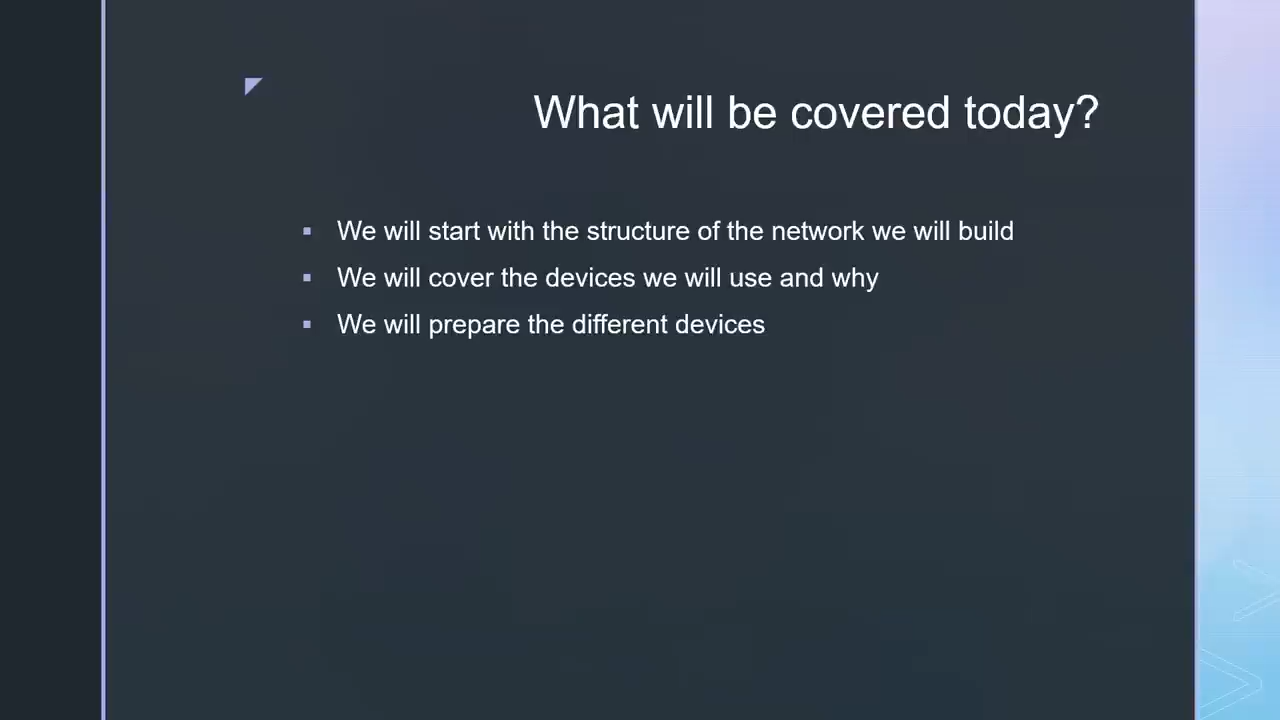 What will be covered today?
We will start with the structure of the network we will build
We will cover the devices we will use and why
We will prepare the different devices